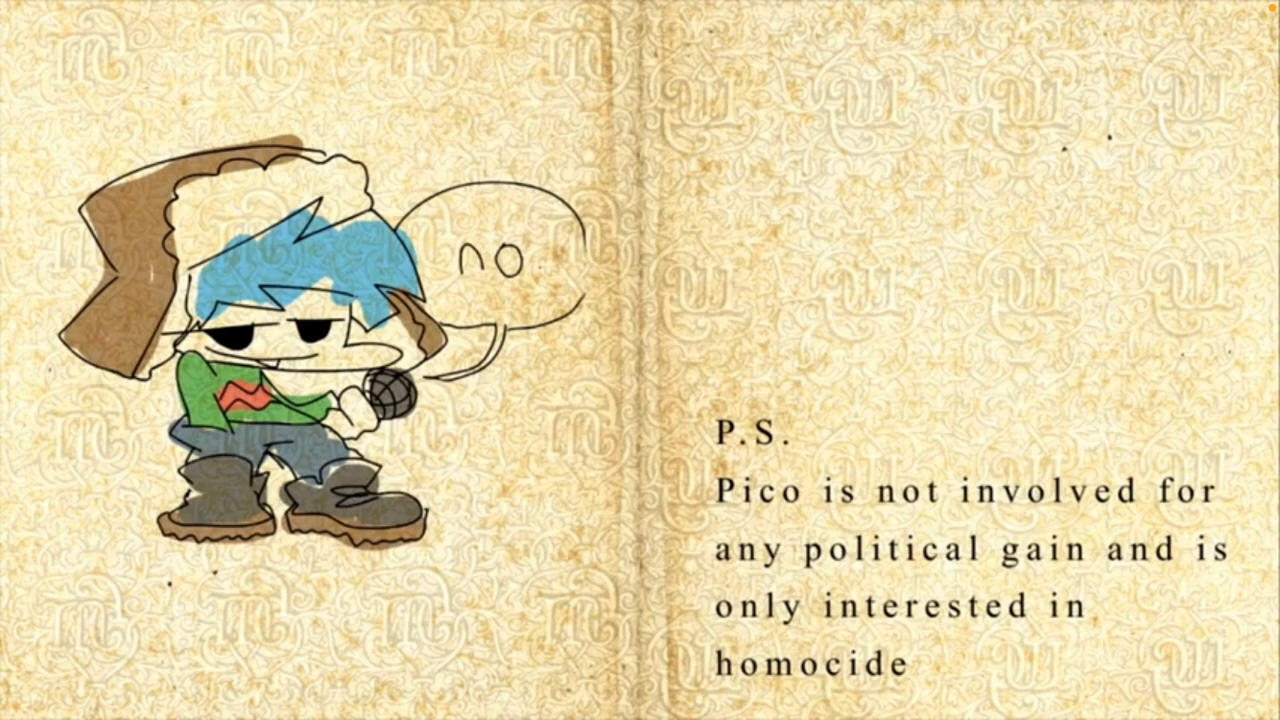 no
P.S.
Pico is not involved for
any political gain and is
only interested in
homocide